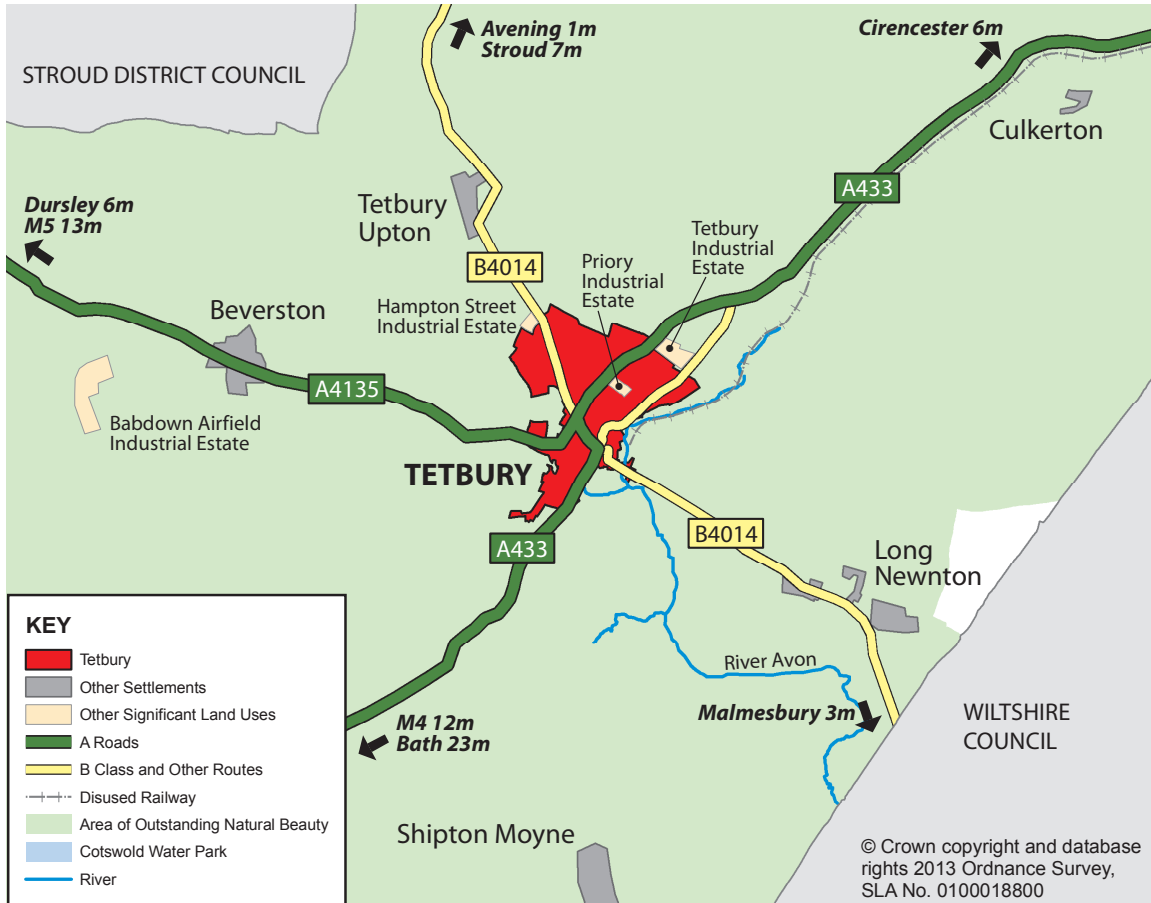 Avening 1m
Stroud 7m
Cirencester 6m
STROUD DISTRICT COUNCIL
Culkerton
A433
Dursley 6m
M5 13m
Tetbury
Upton
Tetbury
Industrial
Estate
Priory
Industrial
Estate
B4014
Hampton Street
Industrial Estate
Beverston
A4135
Babdown Airfield
Industrial Estate
TETBURY
A433
B4014
Long
Newnton
River Avon
Malmesbury 3m
M4 12m
Bath 23m
WILTSHIRE
COUNCIL
Shipton Moyne
KEY
Tetbury
Other Settlements
Other Significant Land Uses
A Roads
B Class and Other Routes
Disused Railway
Area of Outstanding Natural Beauty
Cotswold Water Park
River
© Crown copyright and database
rights 2013 Ordnance Survey,
SLA No. 0100018800